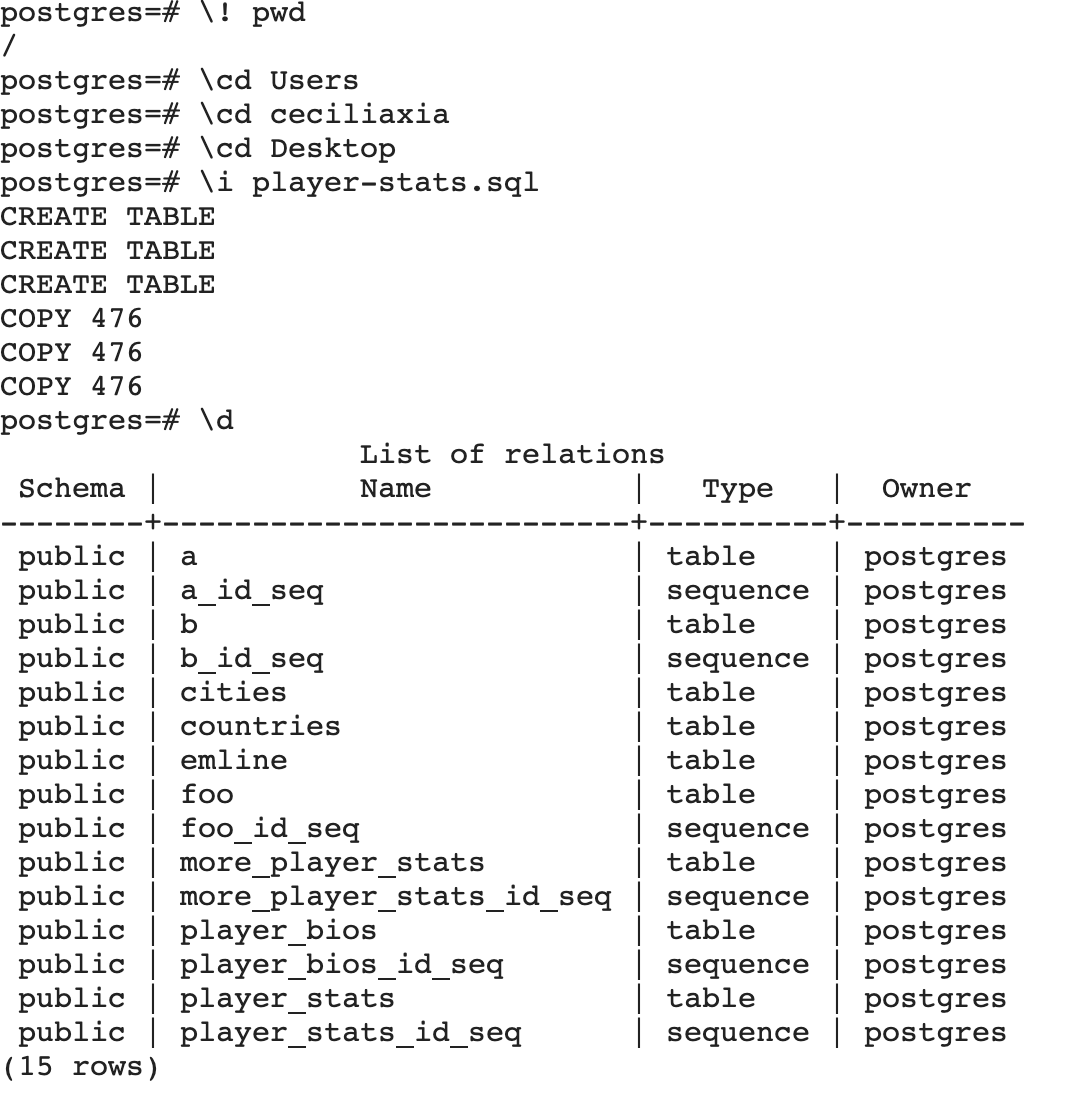 postgres=# \! pwd
/
postgres=# \cd Users
postgres=# \cd ceciliaxia
postgres=# \cd Desktop
postgres=# \i player-stats.sql
CREATE TABLE
CREATE TABLE
CREATE TABLE
COPY 476
COPY 476
COPY 476
postgres=# \d
                    List of relations
 Schema |           Name           |   Type   |  Owner
--------+--------------------------+----------+----------
 public | a                        | table    | postgres
 public | a_id_seq                 | sequence | postgres
 public | b                        | table    | postgres
 public | b_id_seq                 | sequence | postgres
 public | cities                   | table    | postgres
 public | countries                | table    | postgres
 public | emline                   | table    | postgres
 public | foo                      | table    | postgres
 public | foo_id_seq               | sequence | postgres
 public | more_player_stats        | table    | postgres
 public | more_player_stats_id_seq | sequence | postgres
 public | player_bios              | table    | postgres
 public | player_bios_id_seq       | sequence | postgres
 public | player_stats             | table    | postgres
 public | player_stats_id_seq      | sequence | postgres
(15 rows)